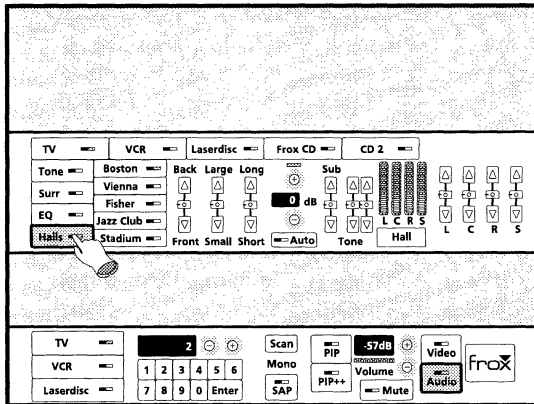 TV VCR Laserdisc Frox CD CD 2
Tone Boston Back Large Long Sub
Surr Vienna
EQ Fisher 0 dB
Halls Jazz Club L C R S
Stadium Front Small Short Auto Tone Hall L C R S
TV 2 Scan PIP -57dB Video
VCR 1 2 3 4 5 6 Mono Volume frox
Laserdisc 7 8 9 0 Enter SAP PIP++ Mute Audio